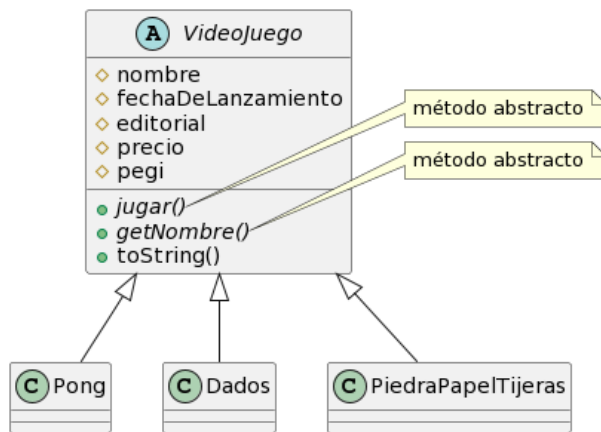 A VideoJuego
nombre
fechaDeLanzamiento
editorial
precio
pegi
método abstracto
método abstracto
jugar()
getNombre()
toString()
C Pong
C Dados
C PiedraPapelTijeras